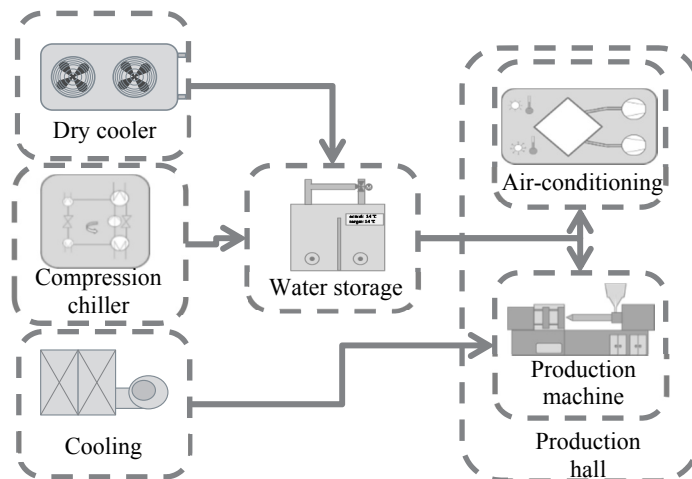 Dry cooler
Air-conditioning
Compression
chiller
Water storage
Production
machine
Cooling
Production
hall